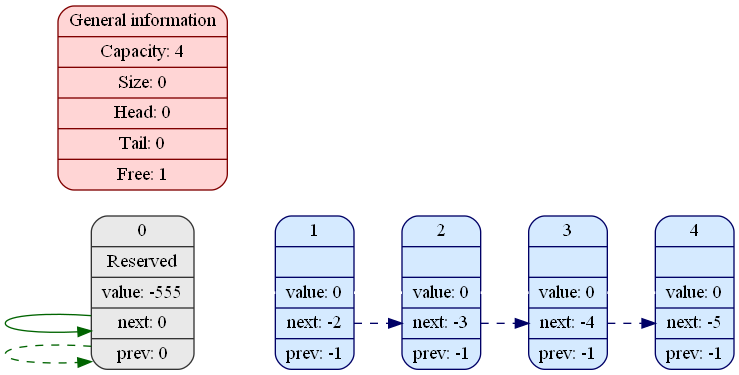 General information
Capacity: 4
Size: 0
Head: 0
Tail: 0
Free: 1
0
Reserved
value: -555
next: 0
prev: 0
1
value: 0
next: -2
prev: -1
2
value: 0
next: -3
prev: -1
3
value: 0
next: -4
prev: -1
4
value: 0
next: -5
prev: -1